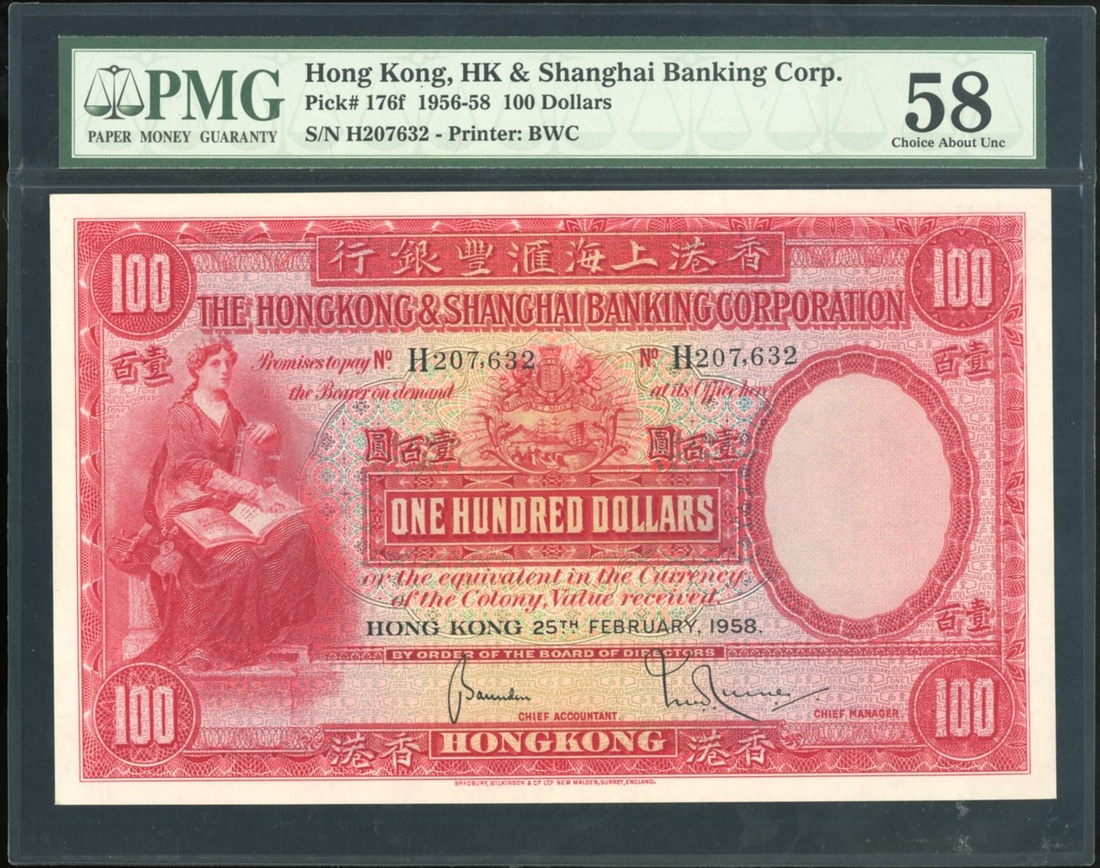 PMG
PAPER MONEY GUARANTY
Hong Kong, HK & Shanghai Banking Corp.
Pick# 176f 1956-58 100 Dollars
S/N H207632 - Printer: BWC
58
Choice About Unc
100
行銀豐滙上海港香
100
THE HONGKONG & SHANGHAI BANKING CORPORATION
百壹
Promises to pay Nº H207,632
Nº H207,632
百壹
the Bearer on demand
at its Office here
圓百壹
圓百壹
ONE HUNDRED DOLLARS
or the equivalent in the Currency
of the Colony, Value received.
百壹
HONG KONG 25TH FEBRUARY, 1958.
BY ORDER OF THE BOARD OF DIRECTORS
100
CHIEF ACCOUNTANT
CHIEF MANAGER
100
港香
HONGKONG
港香
BRADBURY, WILKINSON & Cº LTD NEW MALDEN, SURREY, ENGLAND.